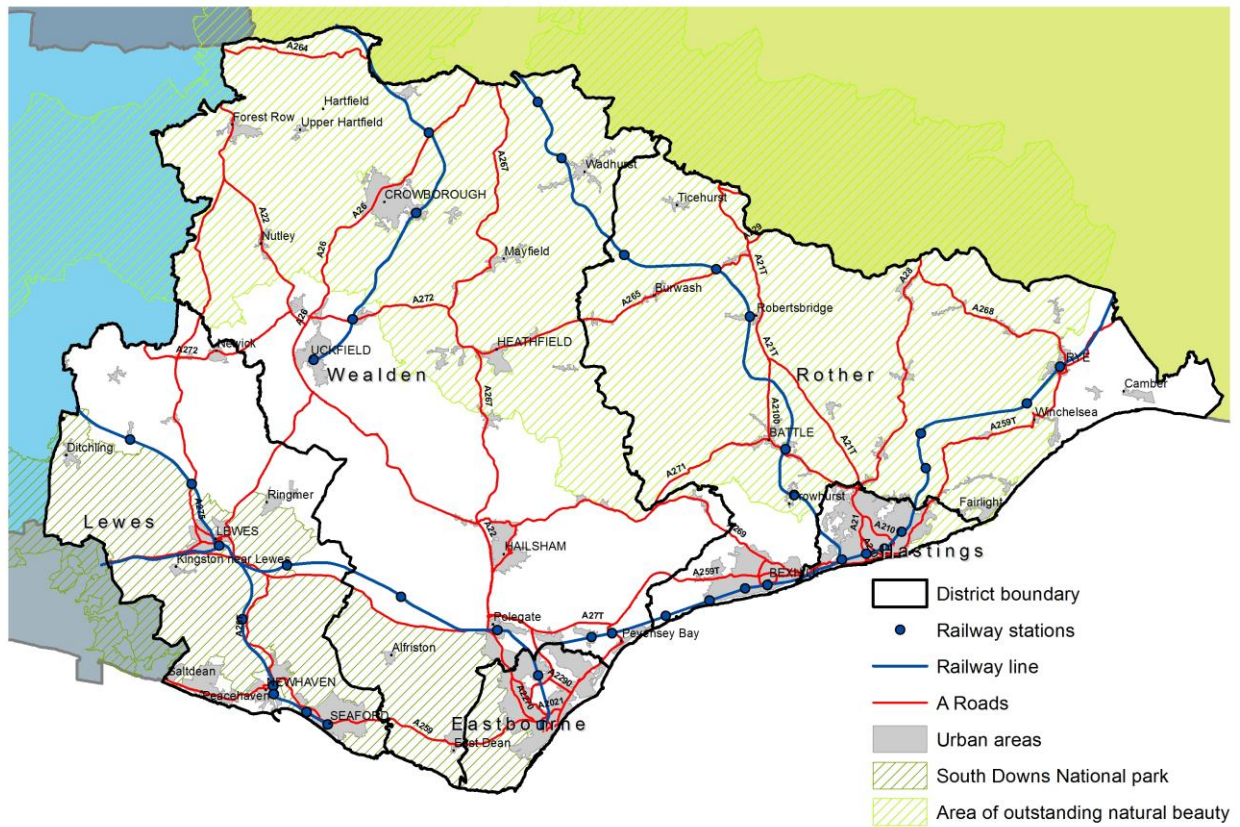 A264
Hartfield
Forest Row
Upper Hartfield
A267
Wadhurst
CROWBOROUGH
A26
Ticehurst
A22
Nutley
A26
Mayfield
A21T
A28
Burwash
A265
A272
A268
Robertsbridge
A26
Newick
A272
UCKFIELD
HEATHFIELD
A21T
RYE
Wealden
Rother
Camber
A267
A2100
Winchelsea
A259T
BATTLE
Ditchling
A21T
A271
Ringmer
Fairlight
A275
Lewes
LEWES
A22
A21
HAILSHAM
Hastings
Kingston near Lewes
A259T
District boundary
Polegate
A27T
Railway stations
Pevensey Bay
Alfriston
Railway line
Saltdean
A2290
NEWHAVEN
Peacehaven
A Roads
A2021
SEAFORD
Eastbourne
A259
Urban areas
East Dean
South Downs National park
Area of outstanding natural beauty